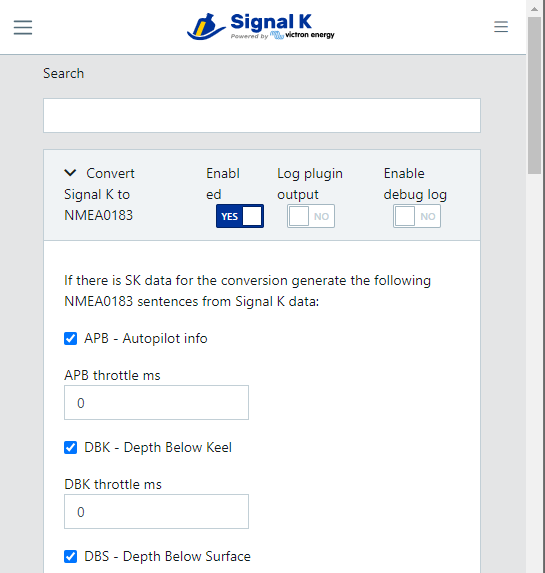 Signal K
Powered by victron energy
Search
Convert Signal K to NMEA0183
Enabled
YES
Log plugin output
NO
Enable debug log
NO
If there is SK data for the conversion generate the following
NMEA0183 sentences from Signal K data:
APB - Autopilot info
APB throttle ms
0
DBK - Depth Below Keel
DBK throttle ms
0
DBS - Depth Below Surface